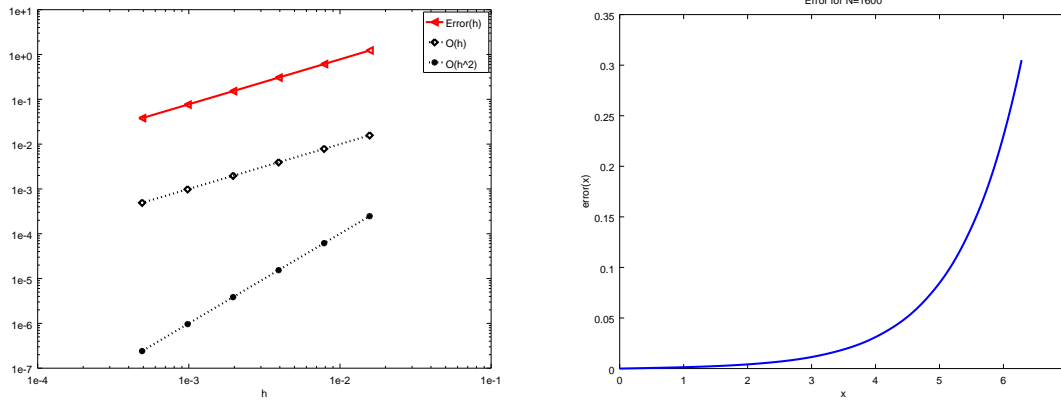 1e+1
1e+0
1e-1
1e-2
1e-3
1e-4
1e-5
1e-6
1e-7
1e-4
1e-3
1e-2
1e-1
h
Error(h)
O(h)
O(h^2)
Error for N=1600
0.35
0.3
0.25
0.2
0.15
0.1
0.05
0
0
1
2
3
4
5
6
x
error(x)